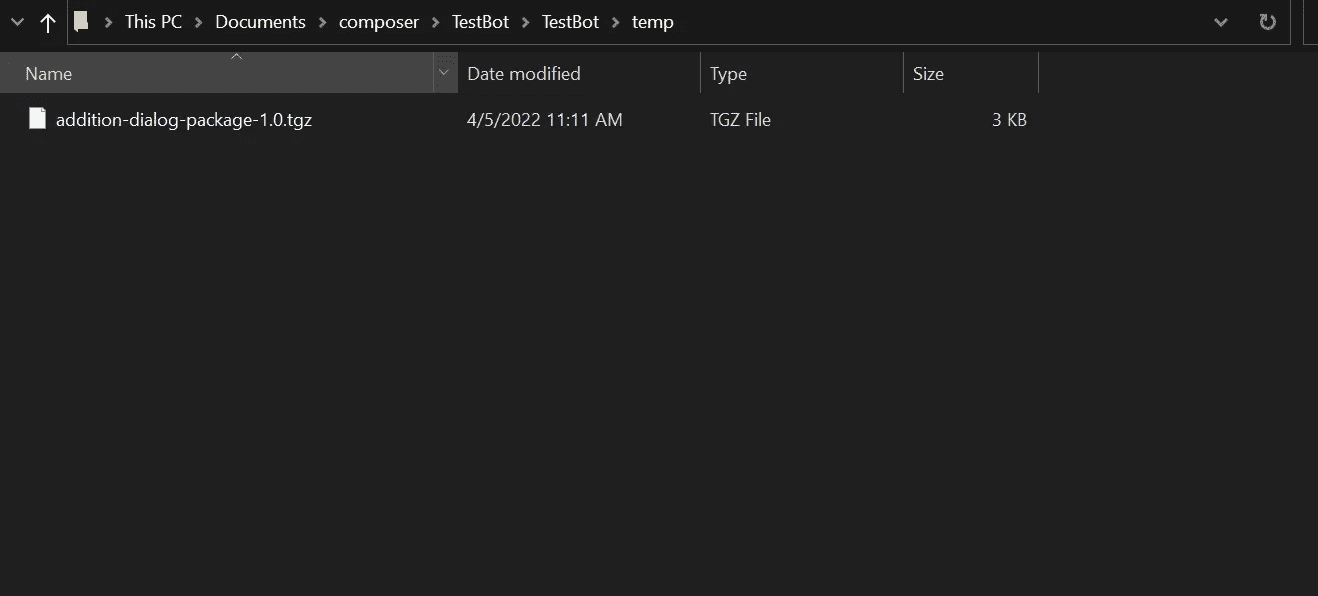 This PC > Documents > composer > TestBot > TestBot > temp
Name Date modified Type Size
addition-dialog-package-1.0.tgz 4/5/2022 11:11 AM TGZ File 3 KB